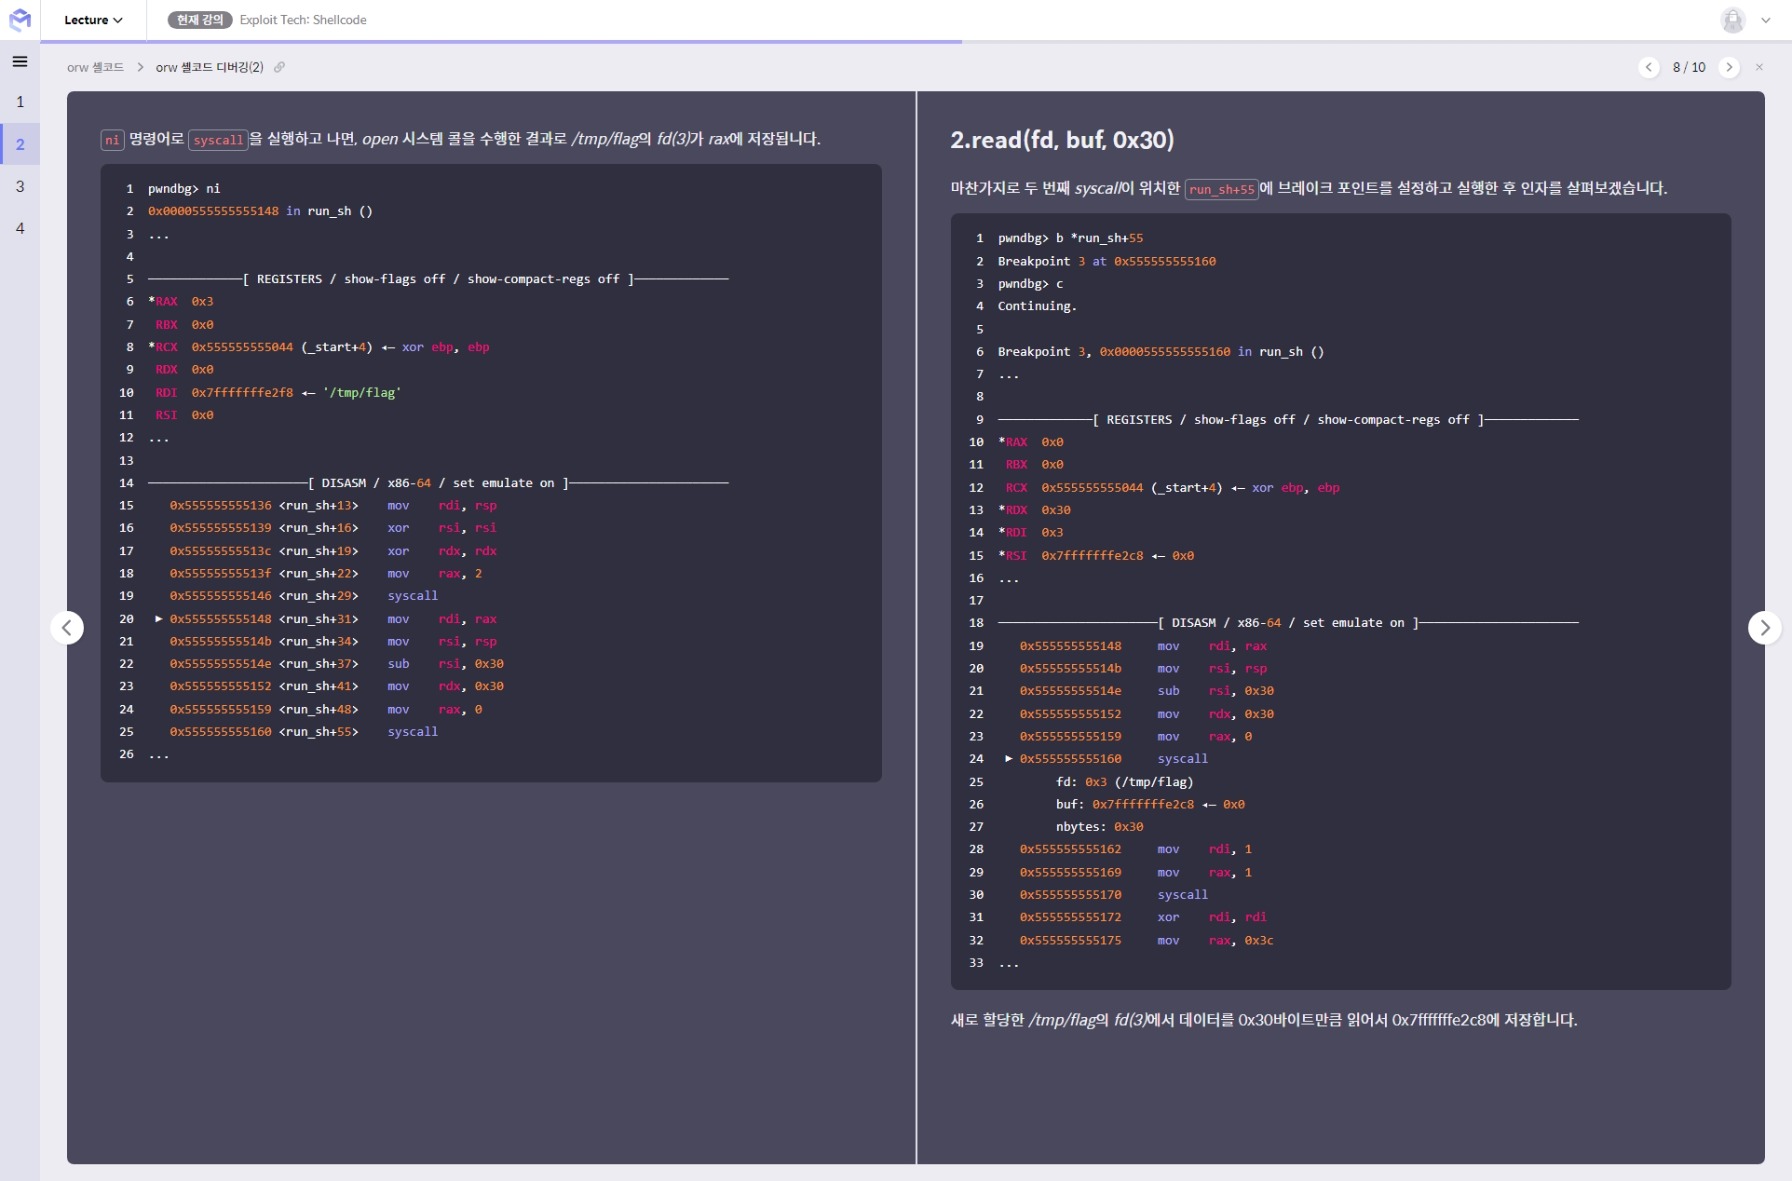 Lecture
현재 강의 Exploit Tech: Shellcode
orw 셸코드 > orw 셸코드 디버깅(2)
8 / 10
1
2
3
4
ni 명령어로 syscall을 실행하고 나면, open 시스템 콜을 수행한 결과로 /tmp/flag의 fd(3)가 rax에 저장됩니다.
1 pwndbg> ni
2 0x0000555555555148 in run_sh ()
3 ...
4
5 ─────────────[ REGISTERS / show-flags off / show-compact-regs off ]─────────────
6 *RAX 0x3
7 RBX 0x0
8 *RCX 0x555555555044 (_start+4) ◂— xor ebp, ebp
9 RDX 0x0
10 RDI 0x7fffffffe2f8 ◂— '/tmp/flag'
11 RSI 0x0
12 ...
13
14 ──────────────────────[ DISASM / x86-64 / set emulate on ]──────────────────────
15 0x555555555136 <run_sh+13> mov rdi, rsp
16 0x555555555139 <run_sh+16> xor rsi, rsi
17 0x55555555513c <run_sh+19> xor rdx, rdx
18 0x55555555513f <run_sh+22> mov rax, 2
19 0x555555555146 <run_sh+29> syscall
20 ► 0x555555555148 <run_sh+31> mov rdi, rax
21 0x55555555514b <run_sh+34> mov rsi, rsp
22 0x55555555514e <run_sh+37> sub rsi, 0x30
23 0x555555555152 <run_sh+41> mov rdx, 0x30
24 0x555555555159 <run_sh+48> mov rax, 0
25 0x555555555160 <run_sh+55> syscall
26 ...
2.read(fd, buf, 0x30)
마찬가지로 두 번째 syscall이 위치한 run_sh+55에 브레이크 포인트를 설정하고 실행한 후 인자를 살펴보겠습니다.
1 pwndbg> b *run_sh+55
2 Breakpoint 3 at 0x555555555160
3 pwndbg> c
4 Continuing.
5
6 Breakpoint 3, 0x0000555555555160 in run_sh ()
7 ...
8
9 ─────────────[ REGISTERS / show-flags off / show-compact-regs off ]─────────────
10 *RAX 0x0
11 RBX 0x0
12 RCX 0x555555555044 (_start+4) ◂— xor ebp, ebp
13 *RDX 0x30
14 *RDI 0x3
15 *RSI 0x7fffffffe2c8 ◂— 0x0
16 ...
17
18 ──────────────────────[ DISASM / x86-64 / set emulate on ]──────────────────────
19 0x555555555148 mov rdi, rax
20 0x55555555514b mov rsi, rsp
21 0x55555555514e sub rsi, 0x30
22 0x555555555152 mov rdx, 0x30
23 0x555555555159 mov rax, 0
24 ► 0x555555555160 syscall
25 fd: 0x3 (/tmp/flag)
26 buf: 0x7fffffffe2c8 ◂— 0x0
27 nbytes: 0x30
28 0x555555555162 mov rdi, 1
29 0x555555555169 mov rax, 1
30 0x555555555170 syscall
31 0x555555555172 xor rdi, rdi
32 0x555555555175 mov rax, 0x3c
33 ...
새로 할당한 /tmp/flag의 fd(3)에서 데이터를 0x30바이트만큼 읽어서 0x7fffffffe2c8에 저장합니다.